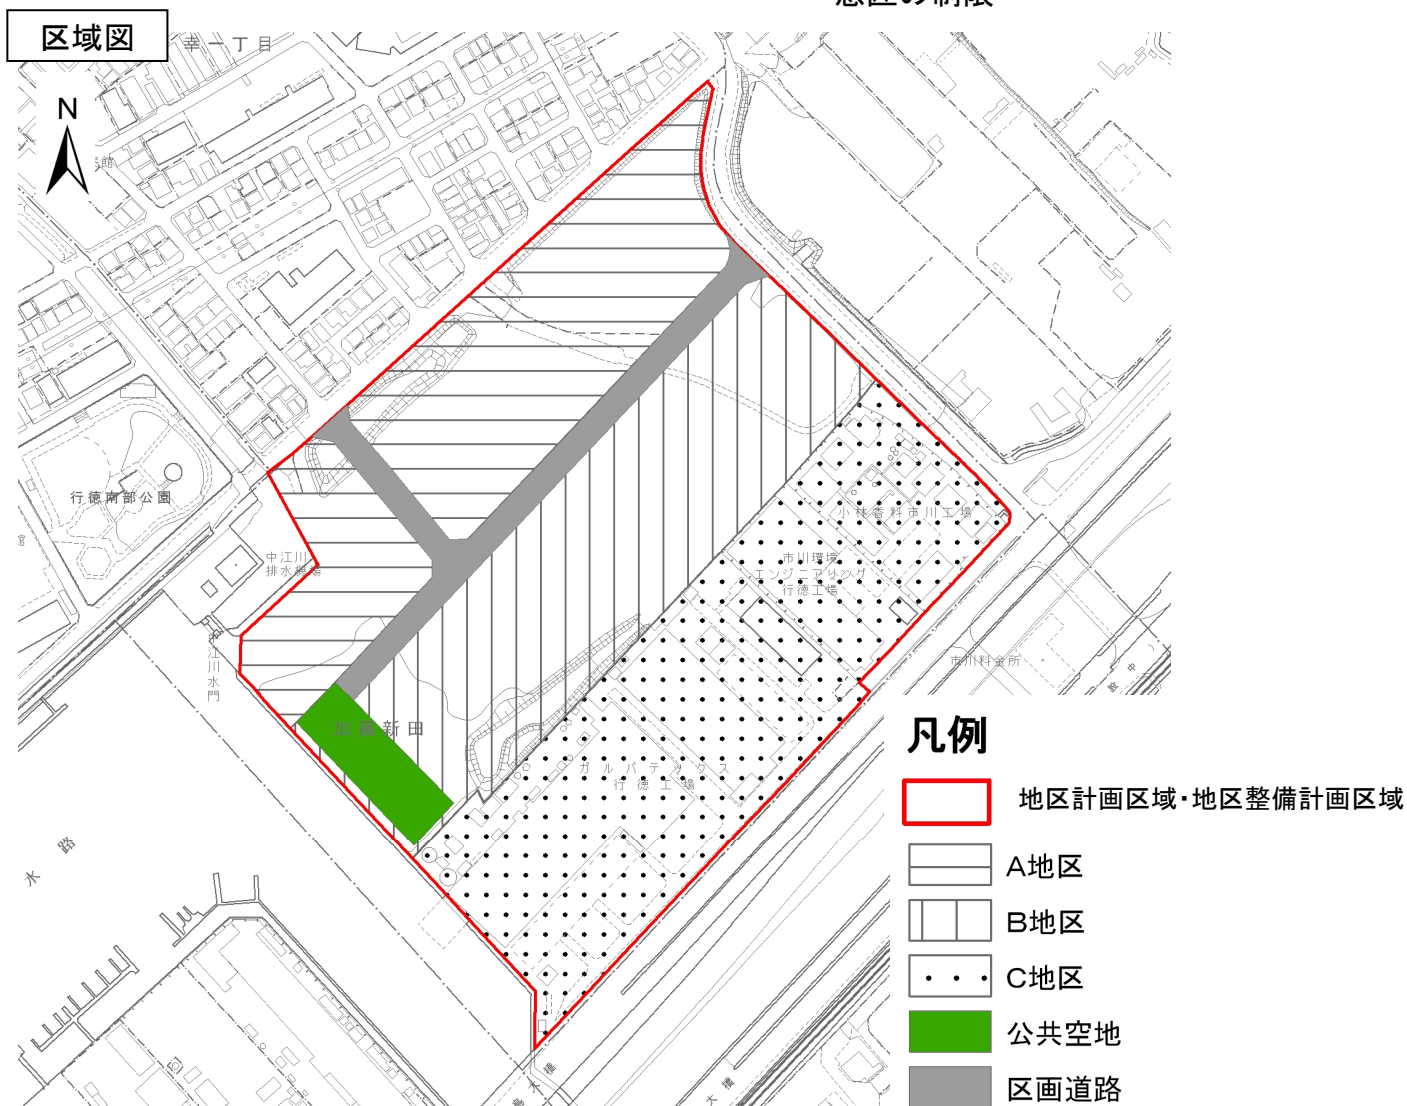 区域図
幸一丁目
N
行徳南部公園
中江川
排水機場
中江川水門
加藤新田
小林香料市川工場
市川環境
エンジニアリング
行徳工場
市川料金所
ガルバテックス
行徳工場
水路
凡例
地区計画区域・地区整備計画区域
A地区
B地区
C地区
公共空地
区画道路